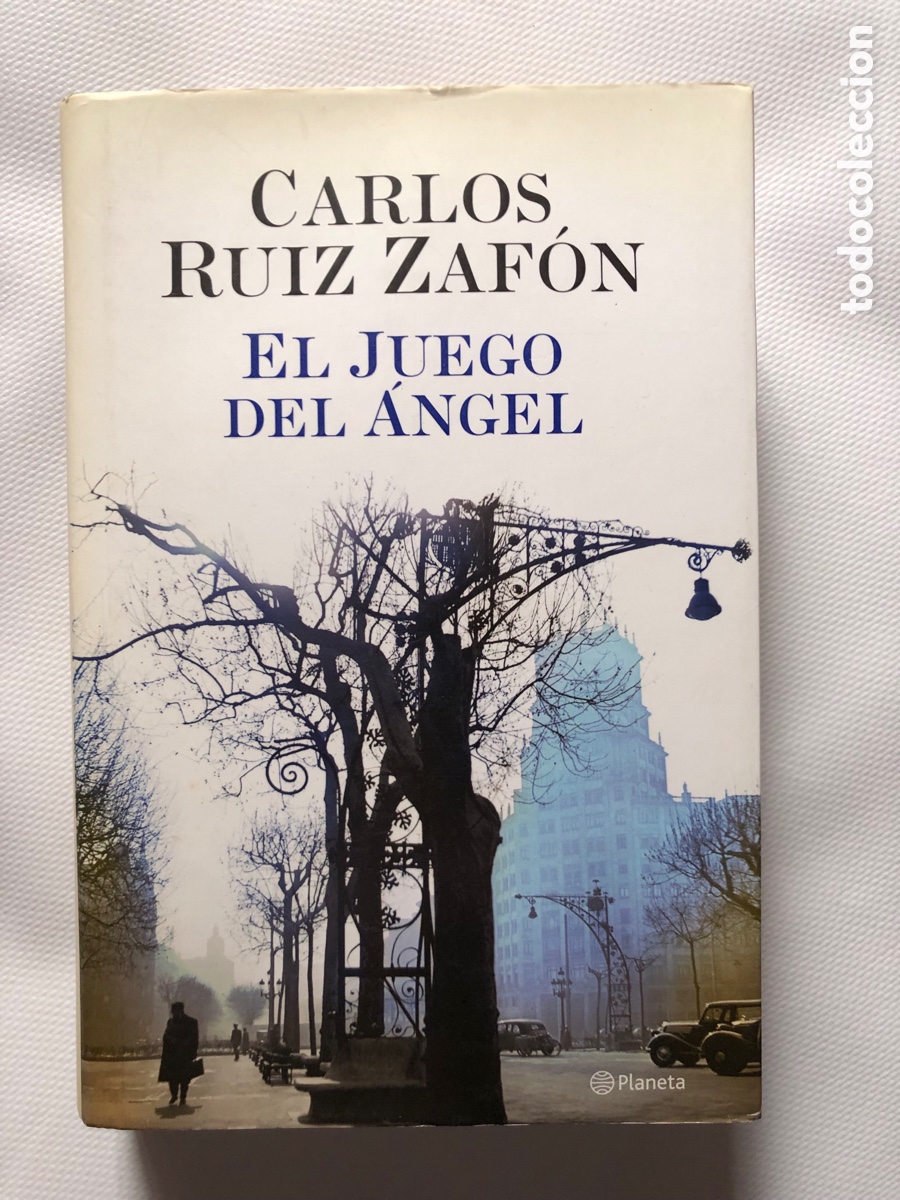 CARLOS
RUIZ ZAFÓN
EL JUEGO
DEL ÁNGEL
Planeta
todocoleccion